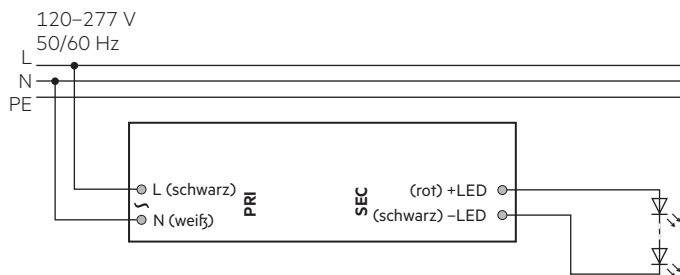 120–277 V
50/60 Hz
L
N
PE
L (schwarz)
~
N (weiß)
PRI
SEC
(rot) +LED
(schwarz) –LED